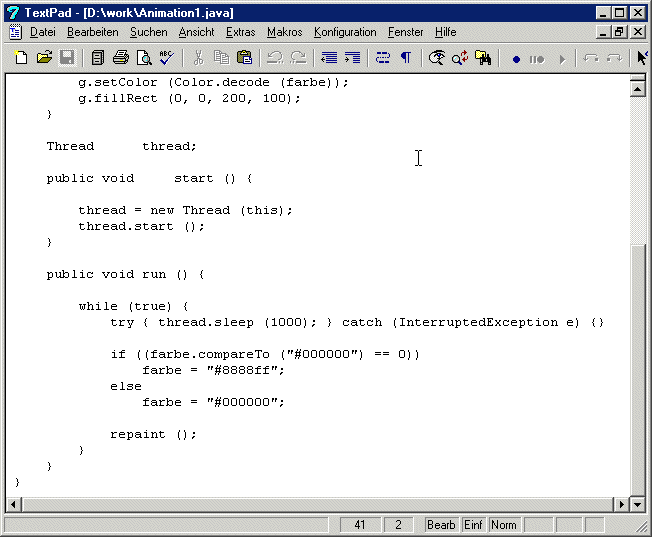 TextPad - [D:\work\Animation1.java]
Datei Bearbeiten Suchen Ansicht Extras Makros Konfiguration Fenster Hilfe
ABC
g.setColor (Color.decode (farbe));
g.fillRect (0, 0, 200, 100);
}
Thread      thread;
public void     start () {
thread = new Thread (this);
thread.start ();
}
public void run () {
while (true) {
try { thread.sleep (1000); } catch (InterruptedException e) {}
if ((farbe.compareTo ("#000000") == 0))
farbe = "#8888ff";
else
farbe = "#000000";
repaint ();
}
}
}
41 2 Bearb Einf Norm